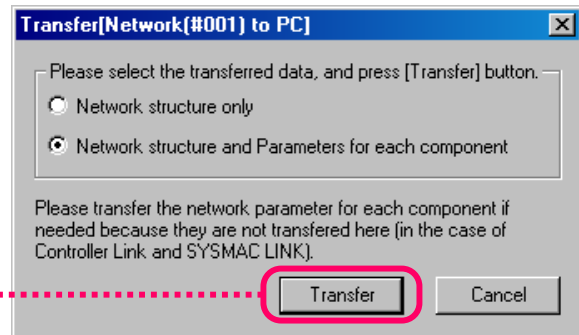 Transfer[Network(#001) to PC]
Please select the transferred data, and press [Transfer] button.
Network structure only
Network structure and Parameters for each component
Please transfer the network parameter for each component if
needed because they are not transfered here (in the case of
Controller Link and SYSMAC LINK).
Transfer
Cancel